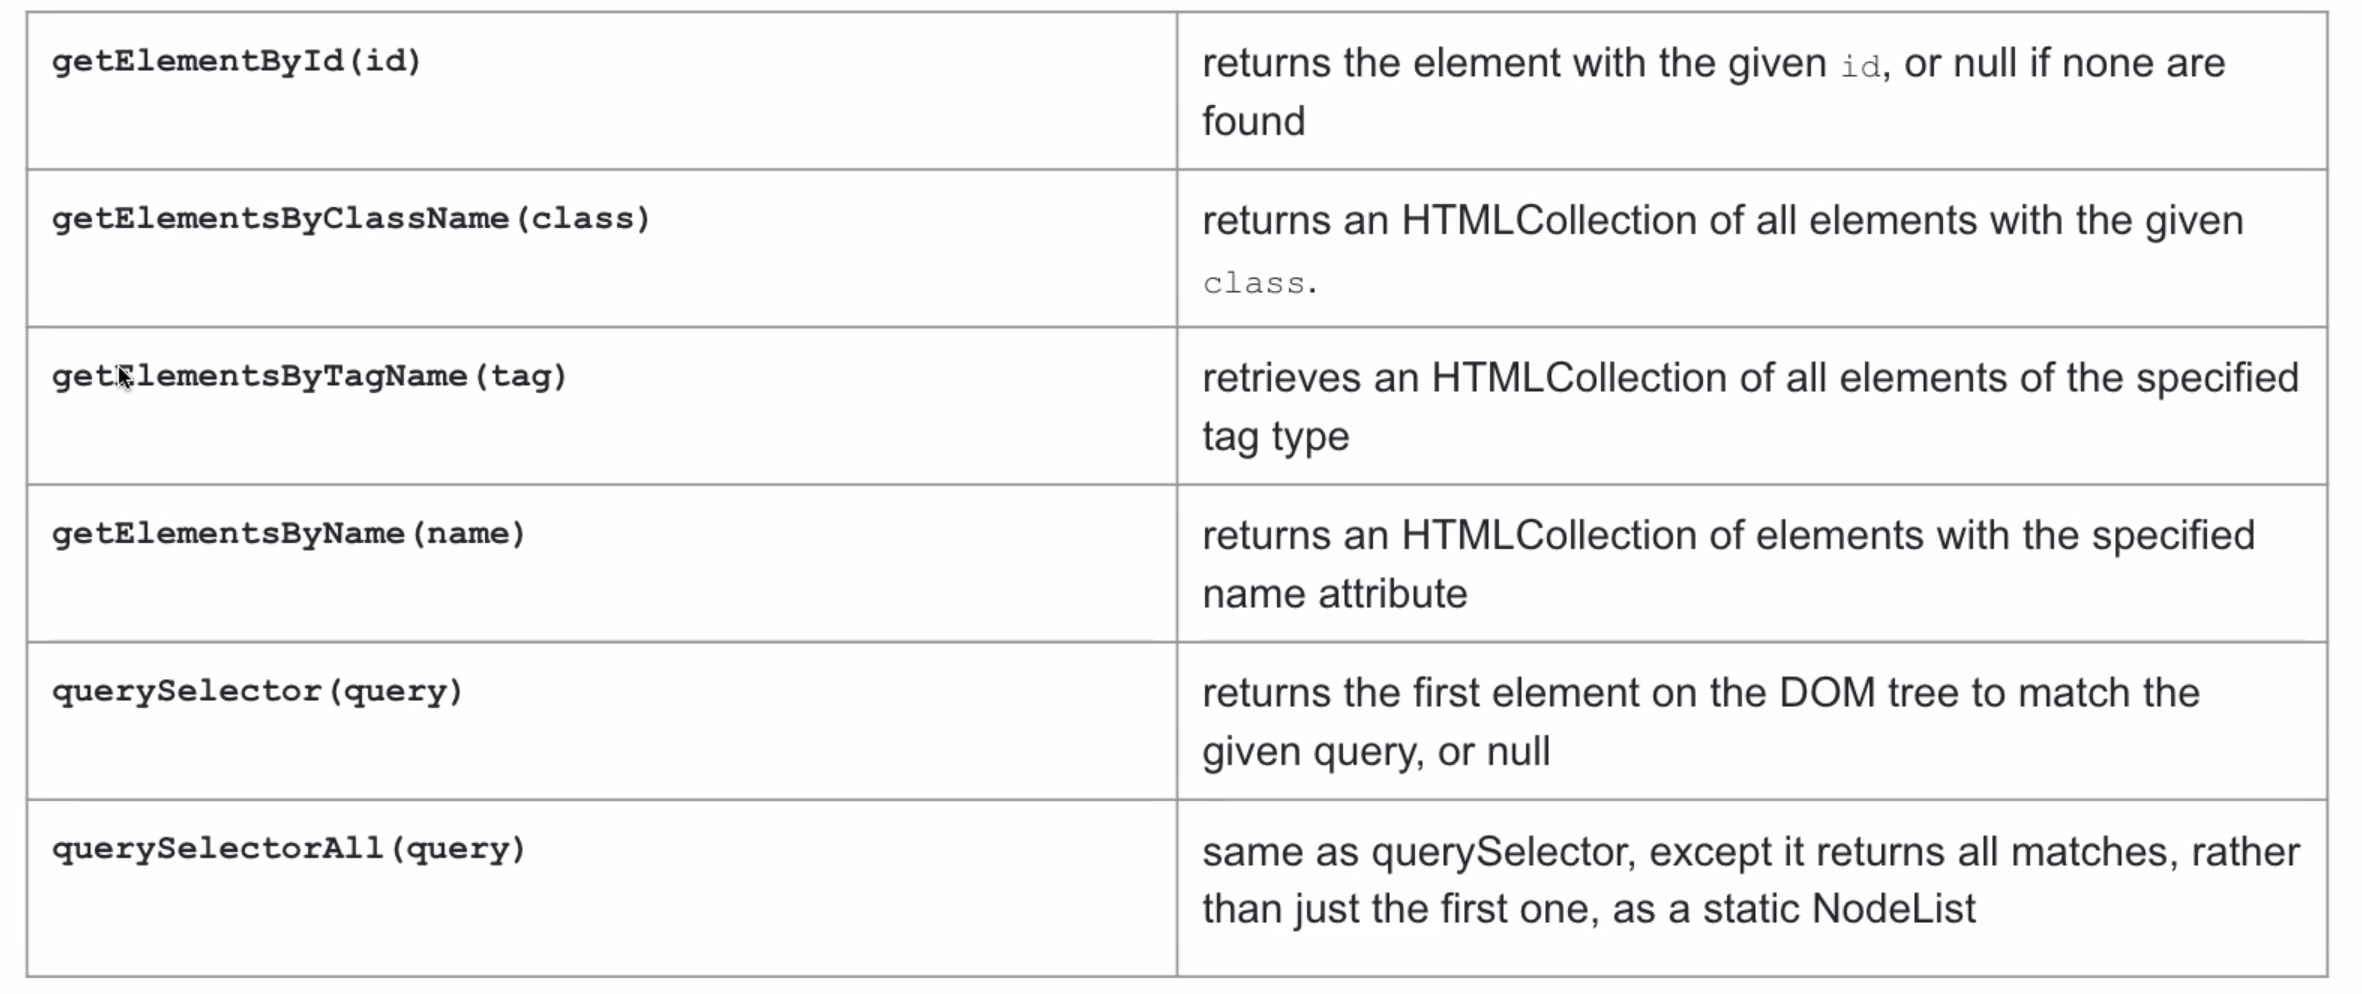 getElementById(id)
returns the element with the given id, or null if none are
found
getElementsByClassName(class)
returns an HTMLCollection of all elements with the given
class.
getElementsByTagName(tag)
retrieves an HTMLCollection of all elements of the specified
tag type
getElementsByName(name)
returns an HTMLCollection of elements with the specified
name attribute
querySelector(query)
returns the first element on the DOM tree to match the
given query, or null
querySelectorAll(query)
same as querySelector, except it returns all matches, rather
than just the first one, as a static NodeList